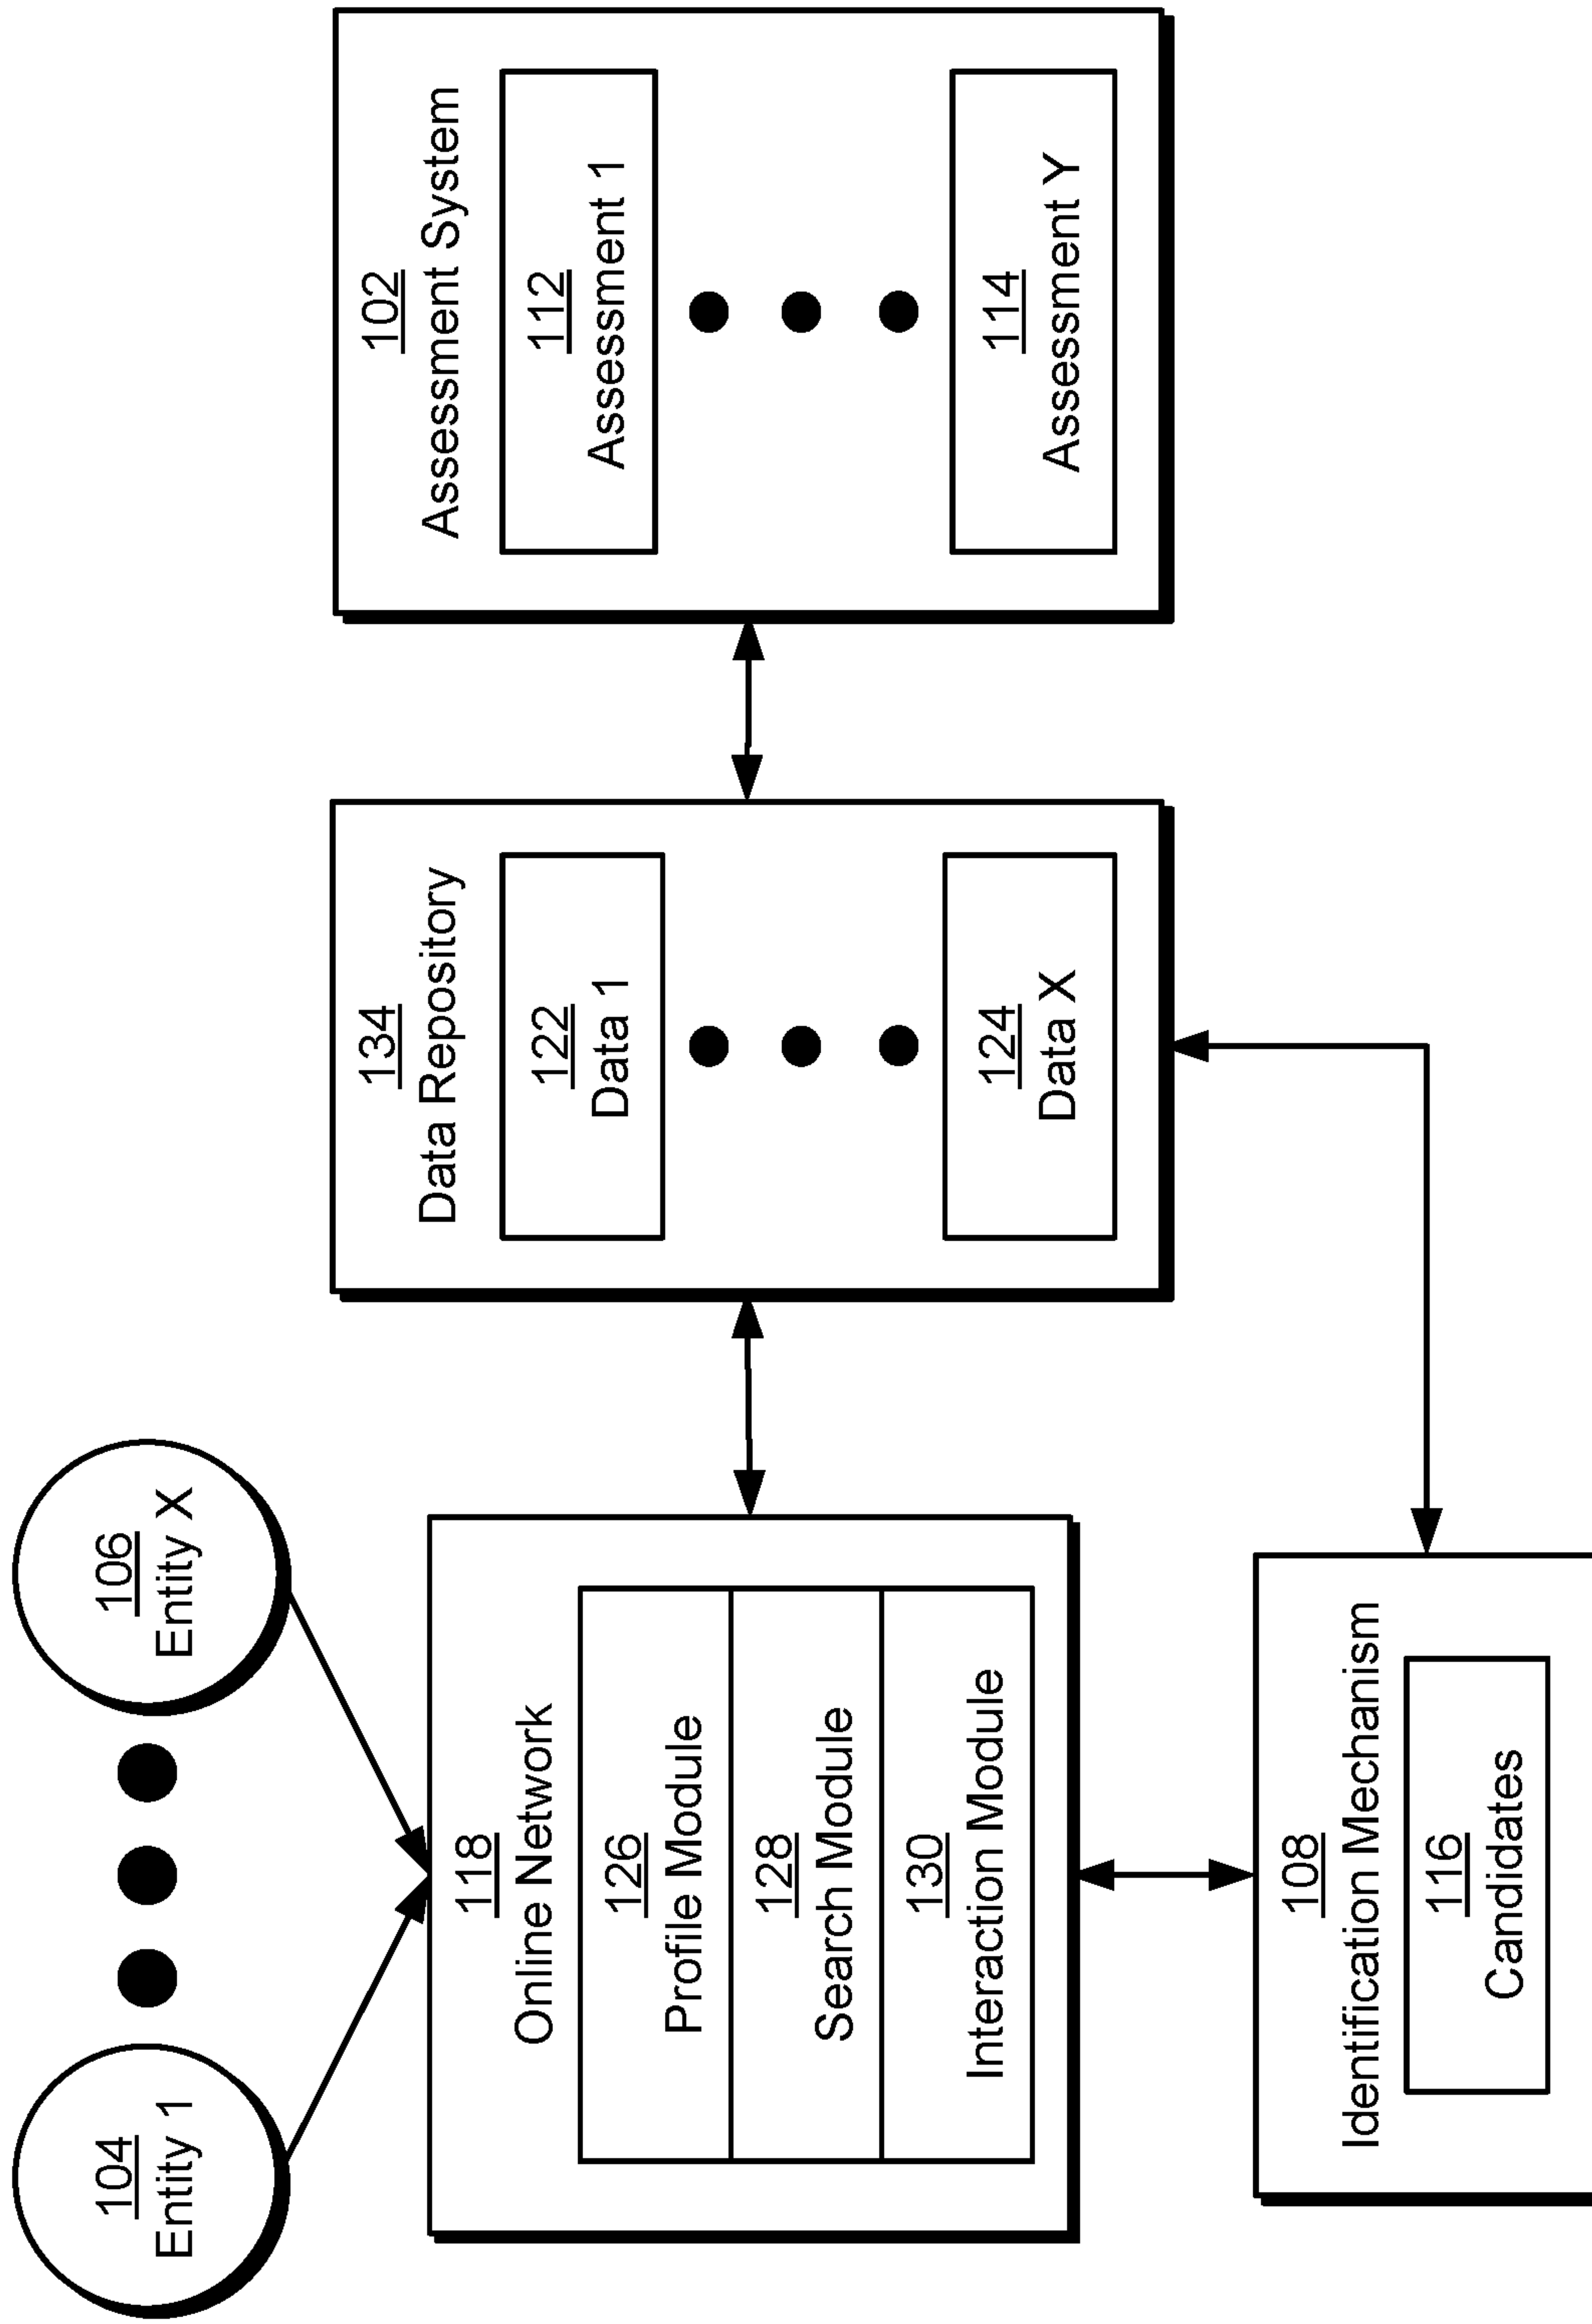 104
Entity 1
106
Entity X
118
Online Network
126
Profile Module
128
Search Module
130
Interaction Module
134
Data Repository
122
Data 1
124
Data X
102
Assessment System
112
Assessment 1
114
Assessment Y
108
Identification Mechanism
116
Candidates